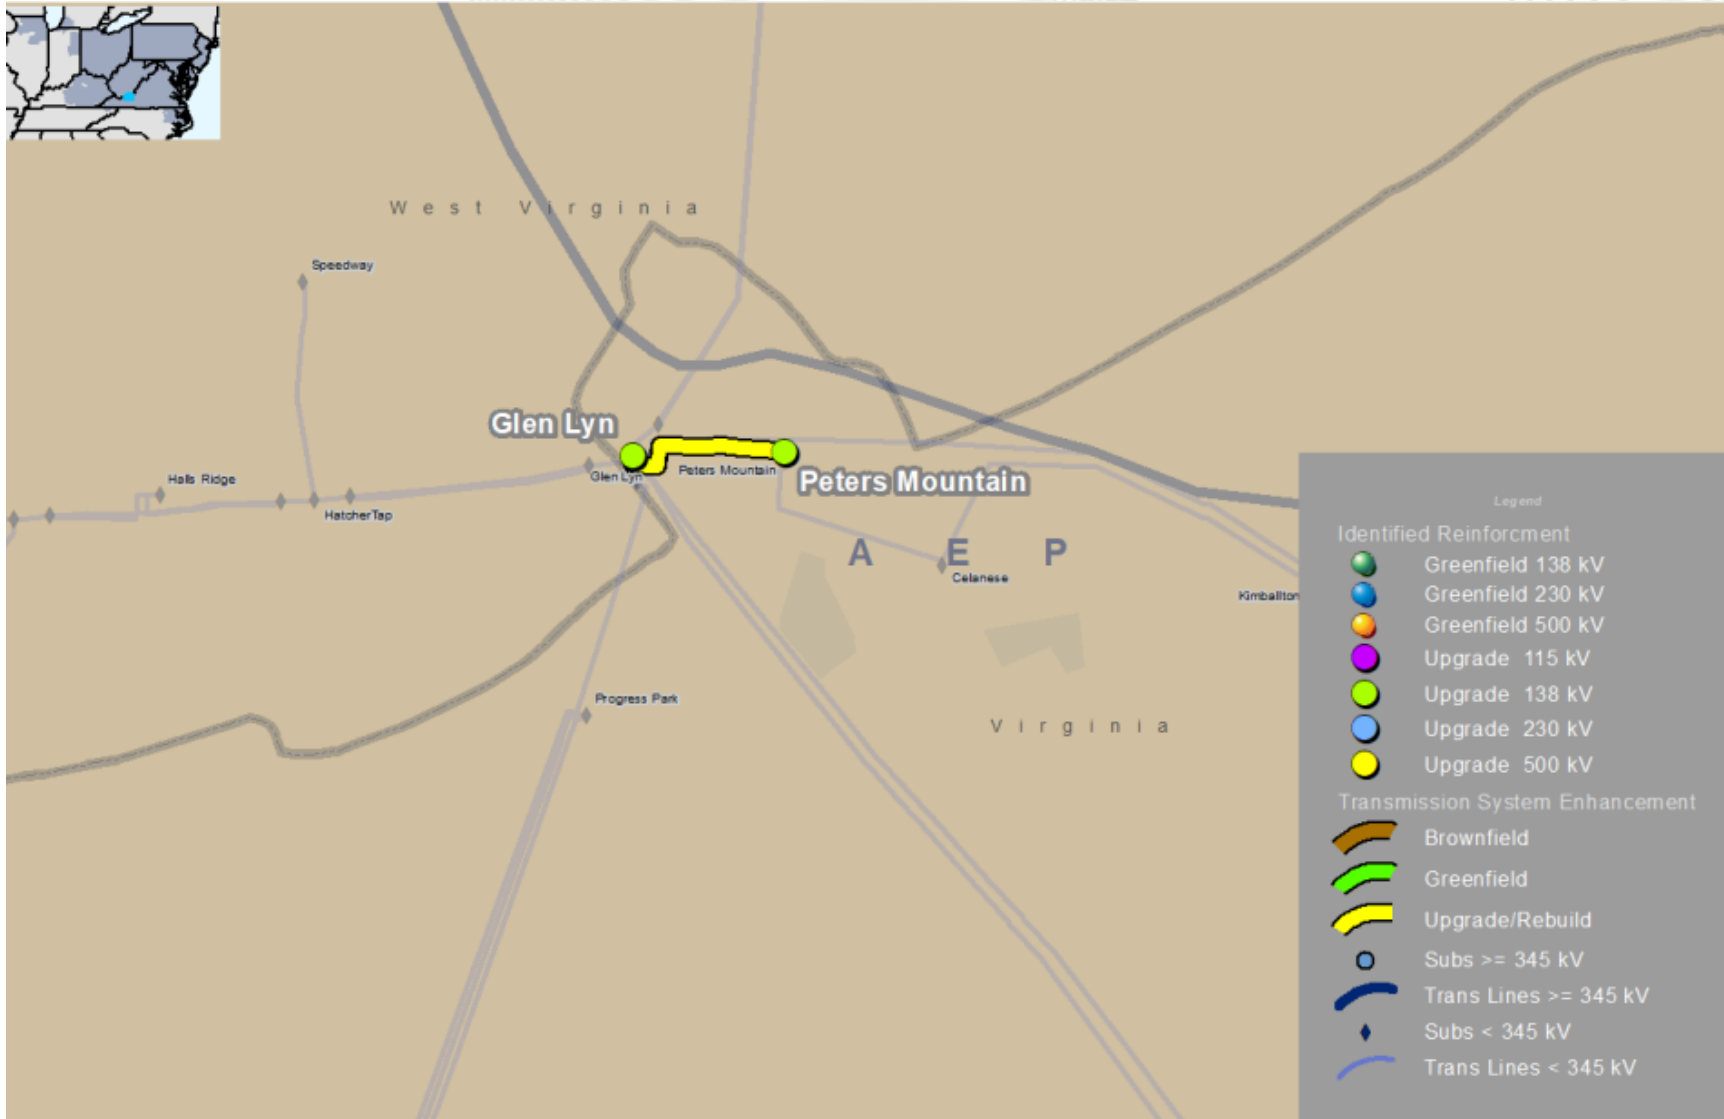 West Virginia
Speedway
Glen Lyn
Halls Ridge
Glen Lyn
Peters Mountain
Peters Mountain
HatcherTap
A E P
Celanese
Kimballton
Progress Park
Virginia
Legend
Identified Reinforcment
Greenfield 138 kV
Greenfield 230 kV
Greenfield 500 kV
Upgrade 115 kV
Upgrade 138 kV
Upgrade 230 kV
Upgrade 500 kV
Transmission System Enhancement
Brownfield
Greenfield
Upgrade/Rebuild
Subs >= 345 kV
Trans Lines >= 345 kV
Subs < 345 kV
Trans Lines < 345 kV